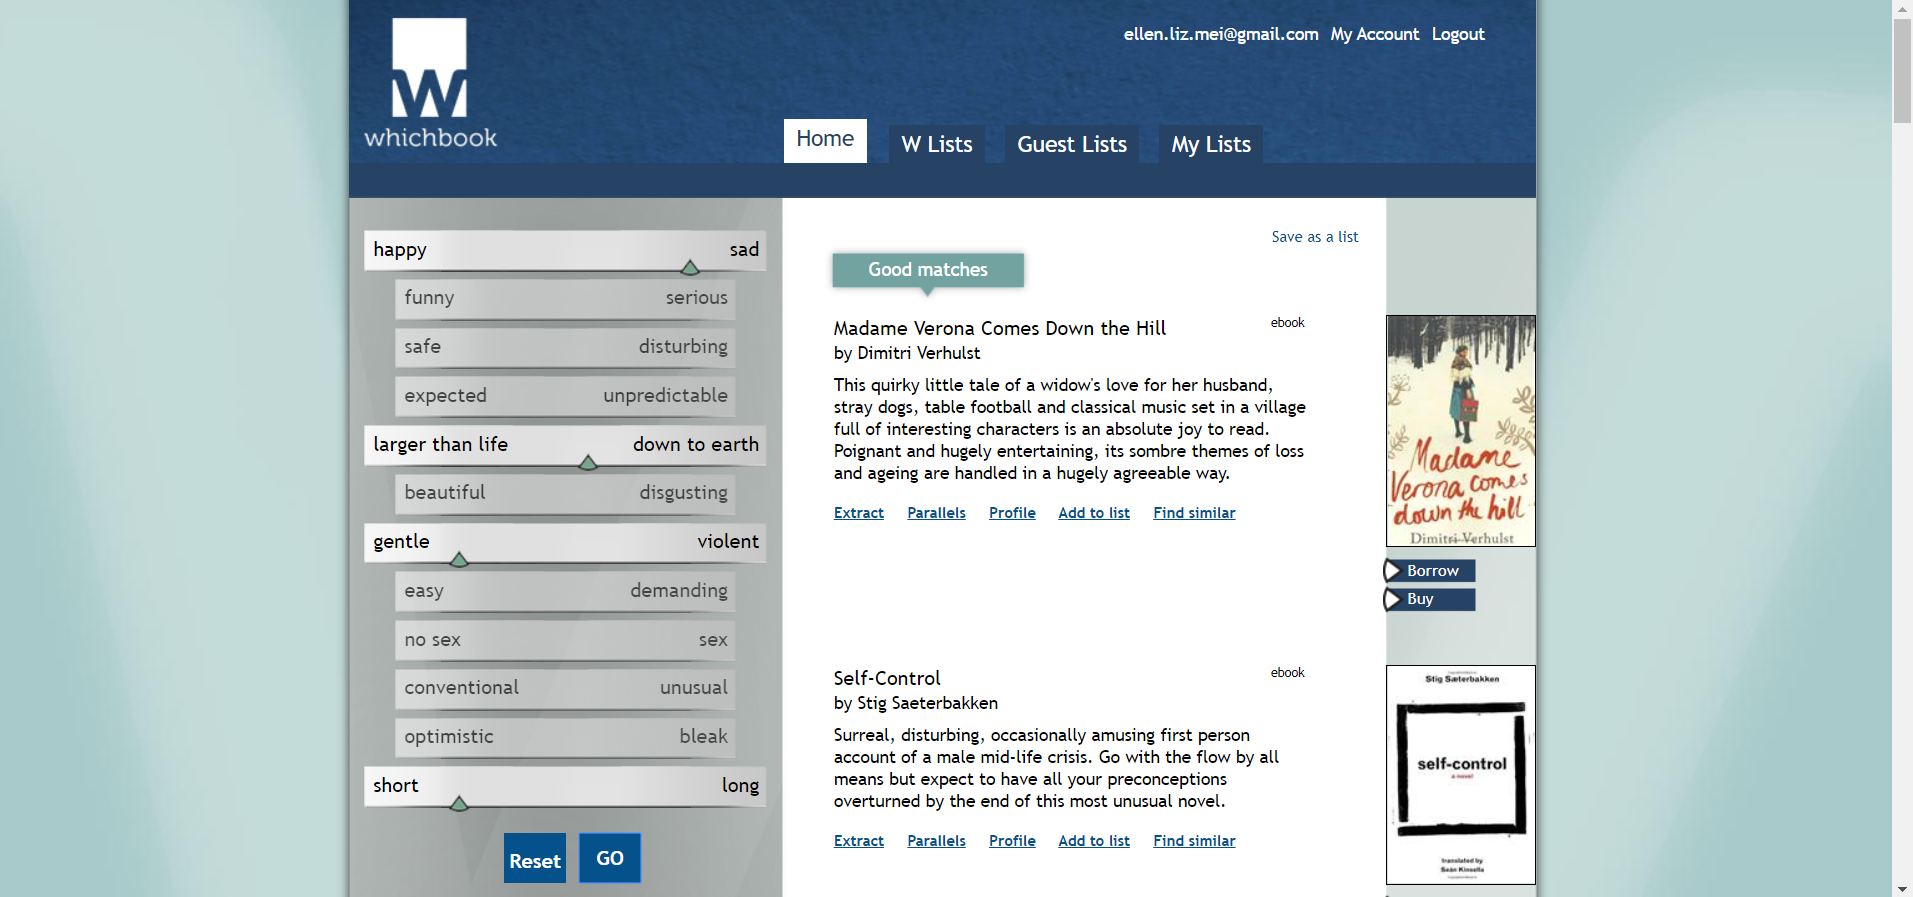 W
whichbook
ellen.liz.mei@gmail.com My Account Logout
Home W Lists Guest Lists My Lists
happy sad
funny serious
safe disturbing
expected unpredictable
larger than life down to earth
beautiful disgusting
gentle violent
easy demanding
no sex sex
conventional unusual
optimistic bleak
short long
Reset GO
Save as a list
Good matches
Madame Verona Comes Down the Hill ebook
by Dimitri Verhulst
This quirky little tale of a widow's love for her husband,
stray dogs, table football and classical music set in a village
full of interesting characters is an absolute joy to read.
Poignant and hugely entertaining, its sombre themes of loss
and ageing are handled in a hugely agreeable way.
Extract Parallels Profile Add to list Find similar
Madame
Verona comes
down the hill
Dimitri Verhulst
Borrow
Buy
Self-Control ebook
by Stig Saeterbakken
Surreal, disturbing, occasionally amusing first person
account of a male mid-life crisis. Go with the flow by all
means but expect to have all your preconceptions
overturned by the end of this most unusual novel.
Extract Parallels Profile Add to list Find similar
Stig Sæterbakken
self-control
a novel
translated by
Seán Kinsella